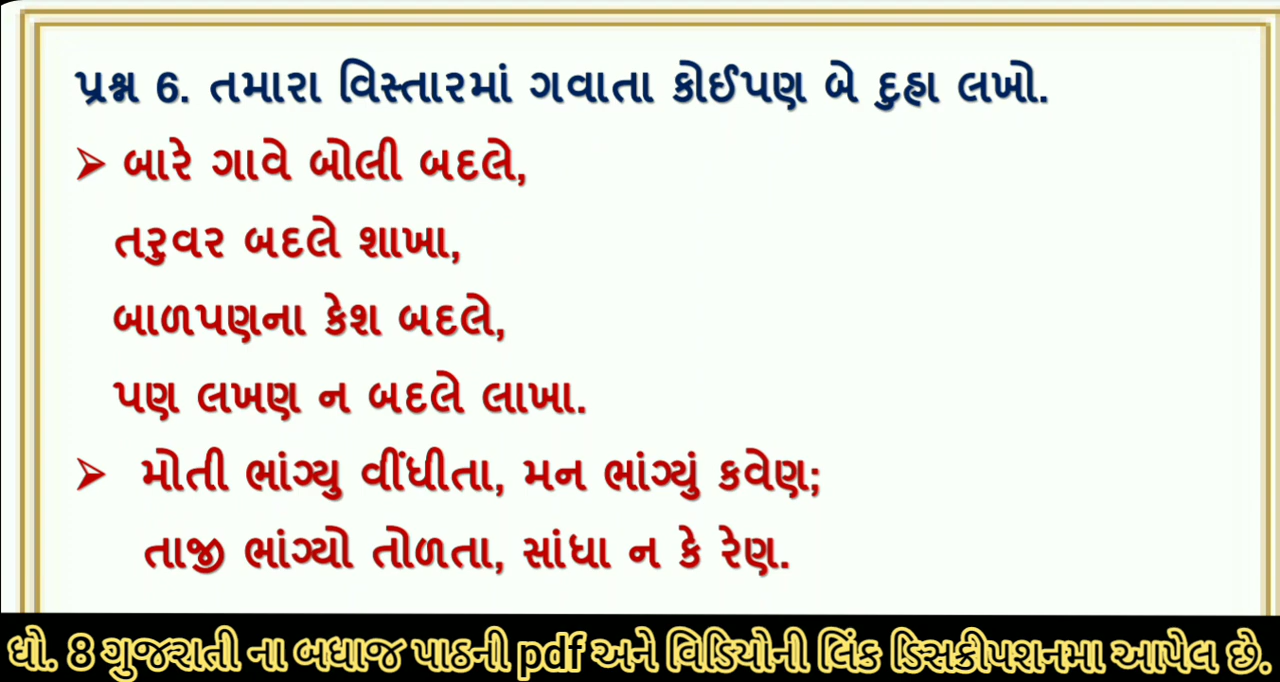 પ્રશ્ન 6. તમારા વિસ્તારમાં ગવાતા કોઈપણ બે દુહા લખો.
➢ બારે ગાવે બોલી બદલે,
તરુવર બદલે શાખા,
બાળપણના કેશ બદલે,
પણ લખણ ન બદલે લાખા.
➢ મોતી ભાંગ્યુ વીંધીતા, મન ભાંગ્યું કવેણ;
તાજી ભાંગ્યો તોળતા, સાંધા ન કે રેણ.
ધો. 8 ગુજરાતી ના બધાજ પાઠની pdf અને વિડિયોની લિંક ડિસક્રીપશનમા આપેલ છે.